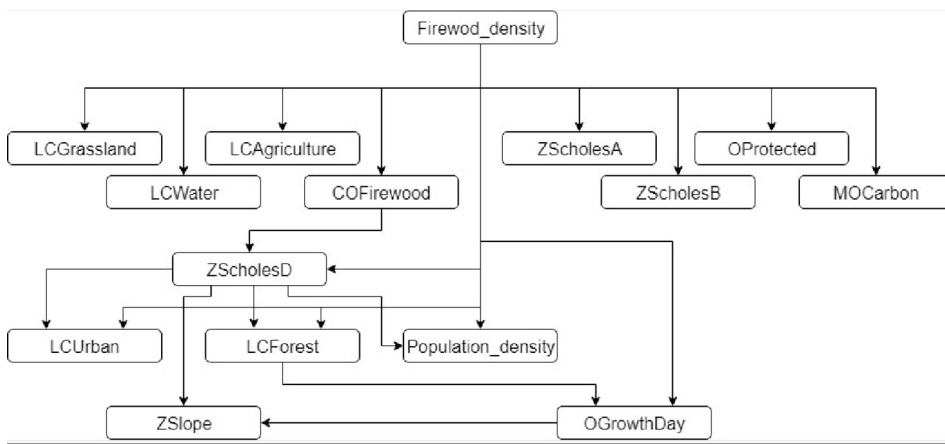 Firewod_density
LCGrassland
LCAgriculture
ZScholesA
OProtected
LCWater
COFirewood
ZScholesB
MOCarbon
ZScholesD
LCUrban
LCForest
Population_density
ZSlope
OGrowthDay